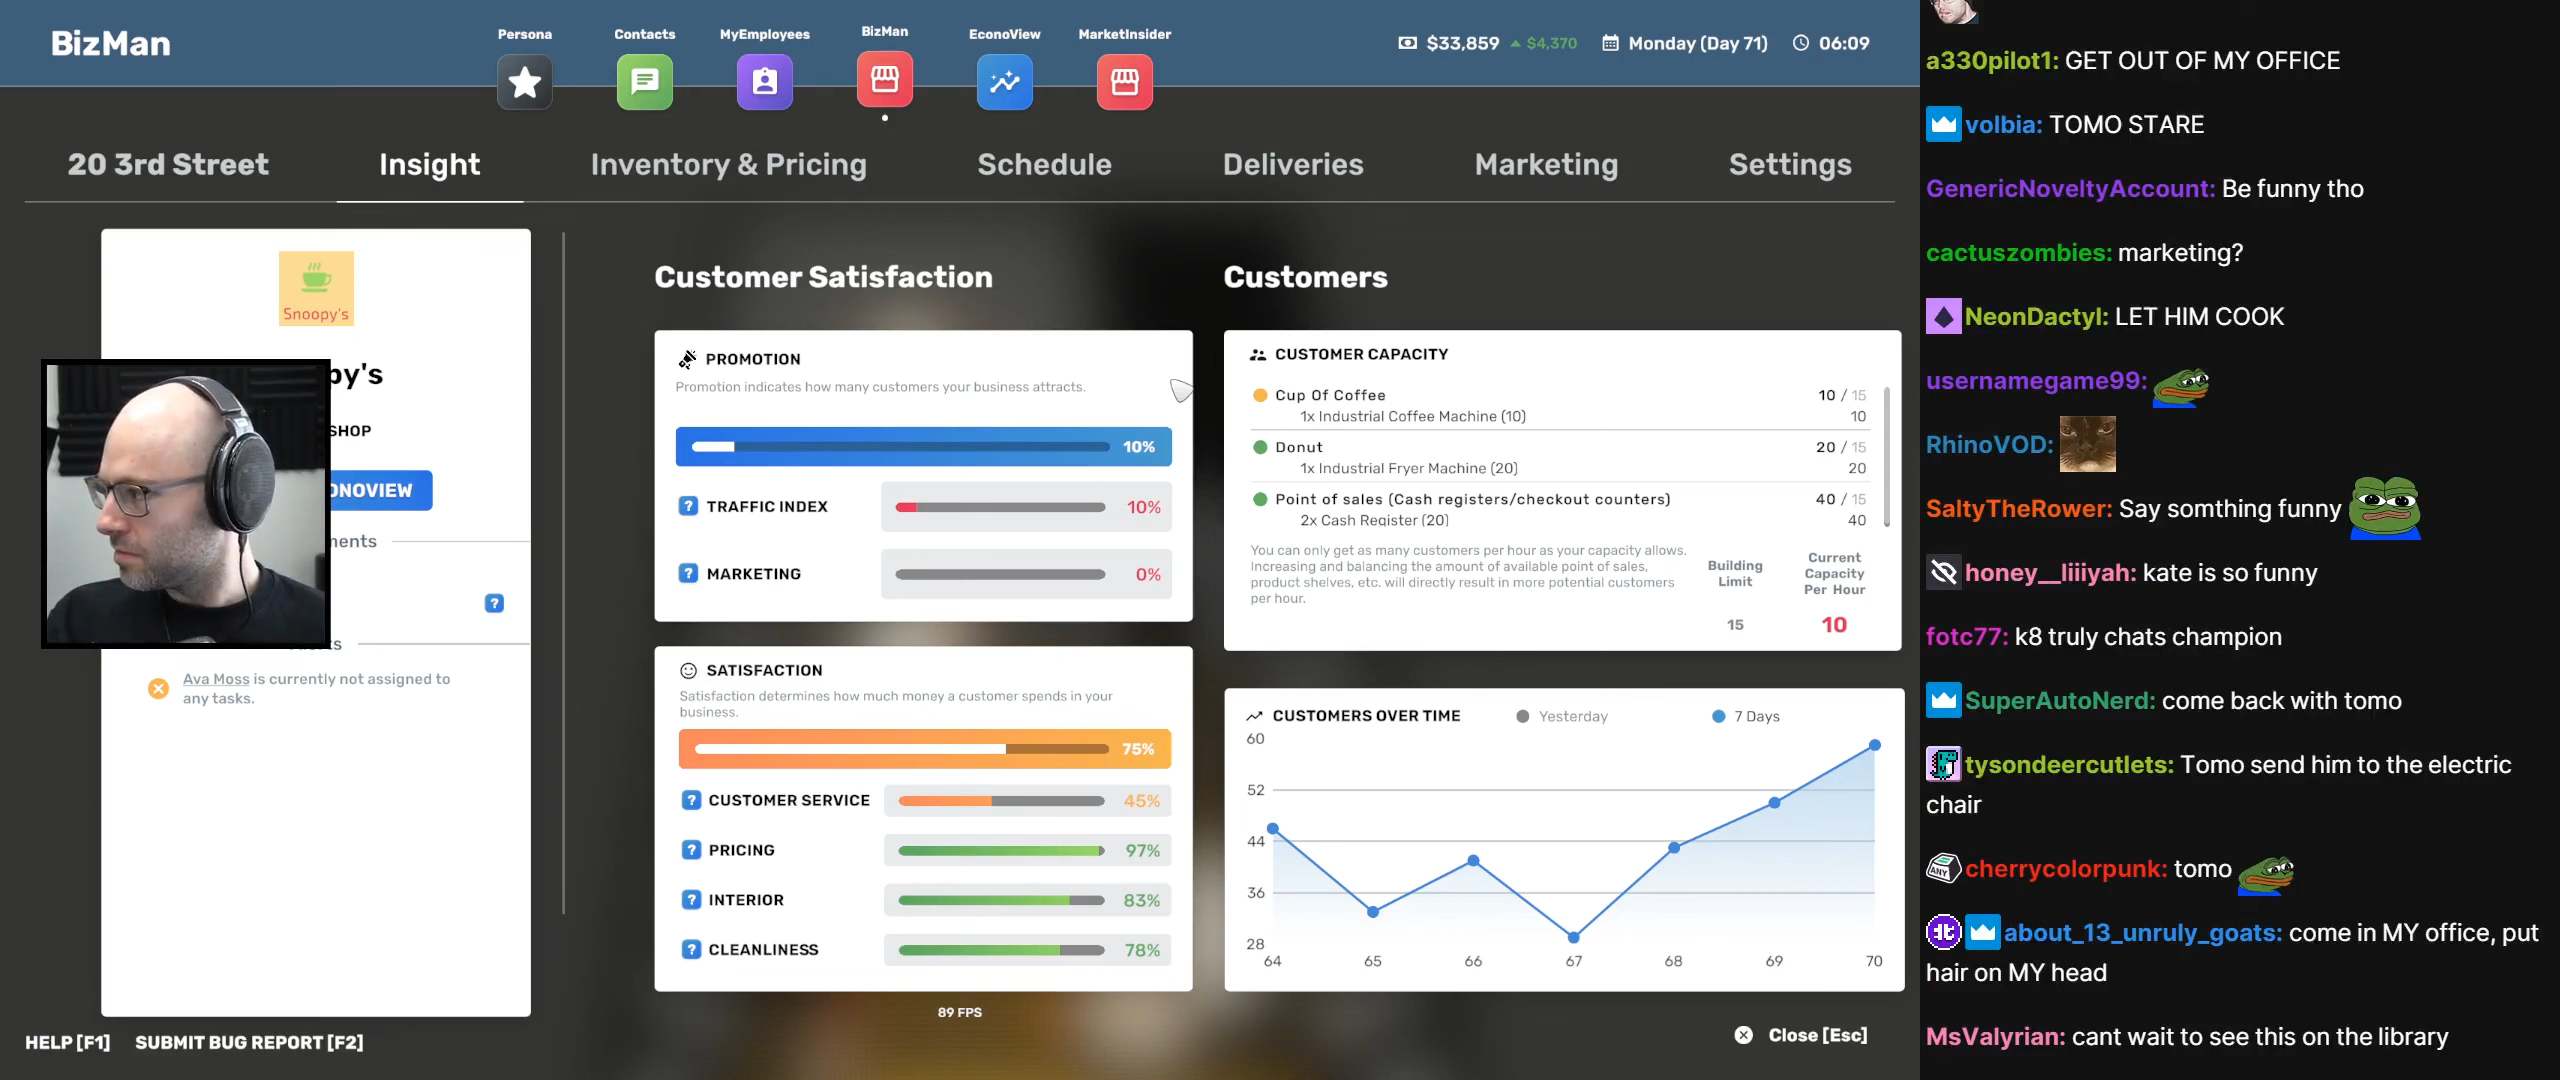 BizMan
Persona
Contacts
MyEmployees
BizMan
EconoView
MarketInsider
$33,859 ▲ $4,370
Monday (Day 71)
06:09
20 3rd Street
Insight
Inventory & Pricing
Schedule
Deliveries
Marketing
Settings
Snoopy's
py's
SHOP
ONOVIEW
ents
?
Ava Moss is currently not assigned to
any tasks.
Customer Satisfaction
PROMOTION
Promotion indicates how many customers your business attracts.
10%
? TRAFFIC INDEX 10%
? MARKETING 0%
SATISFACTION
Satisfaction determines how much money a customer spends in your
business.
75%
? CUSTOMER SERVICE 45%
? PRICING 97%
? INTERIOR 83%
? CLEANLINESS 78%
Customers
CUSTOMER CAPACITY
Cup Of Coffee 10 / 15
1x Industrial Coffee Machine (10) 10
Donut 20 / 15
1x Industrial Fryer Machine (20) 20
Point of sales (Cash registers/checkout counters) 40 / 15
2x Cash Register (20) 40
You can only get as many customers per hour as your capacity allows.
Increasing and balancing the amount of available point of sales,
product shelves, etc. will directly result in more potential customers
per hour.
Building
Limit
15
Current
Capacity
Per Hour
10
CUSTOMERS OVER TIME
Yesterday
7 Days
60
52
44
36
28
64 65 66 67 68 69 70
89 FPS
HELP [F1]
SUBMIT BUG REPORT [F2]
Close [Esc]
a330pilot1: GET OUT OF MY OFFICE
volbia: TOMO STARE
GenericNoveltyAccount: Be funny tho
cactuszombies: marketing?
NeonDactyl: LET HIM COOK
usernamegame99:
RhinoVOD:
SaltyTheRower: Say somthing funny
honey__liiiyah: kate is so funny
fotc77: k8 truly chats champion
SuperAutoNerd: come back with tomo
tysondeercutlets: Tomo send him to the electric
chair
ANY cherrycolorpunk: tomo
about_13_unruly_goats: come in MY office, put
hair on MY head
MsValyrian: cant wait to see this on the library